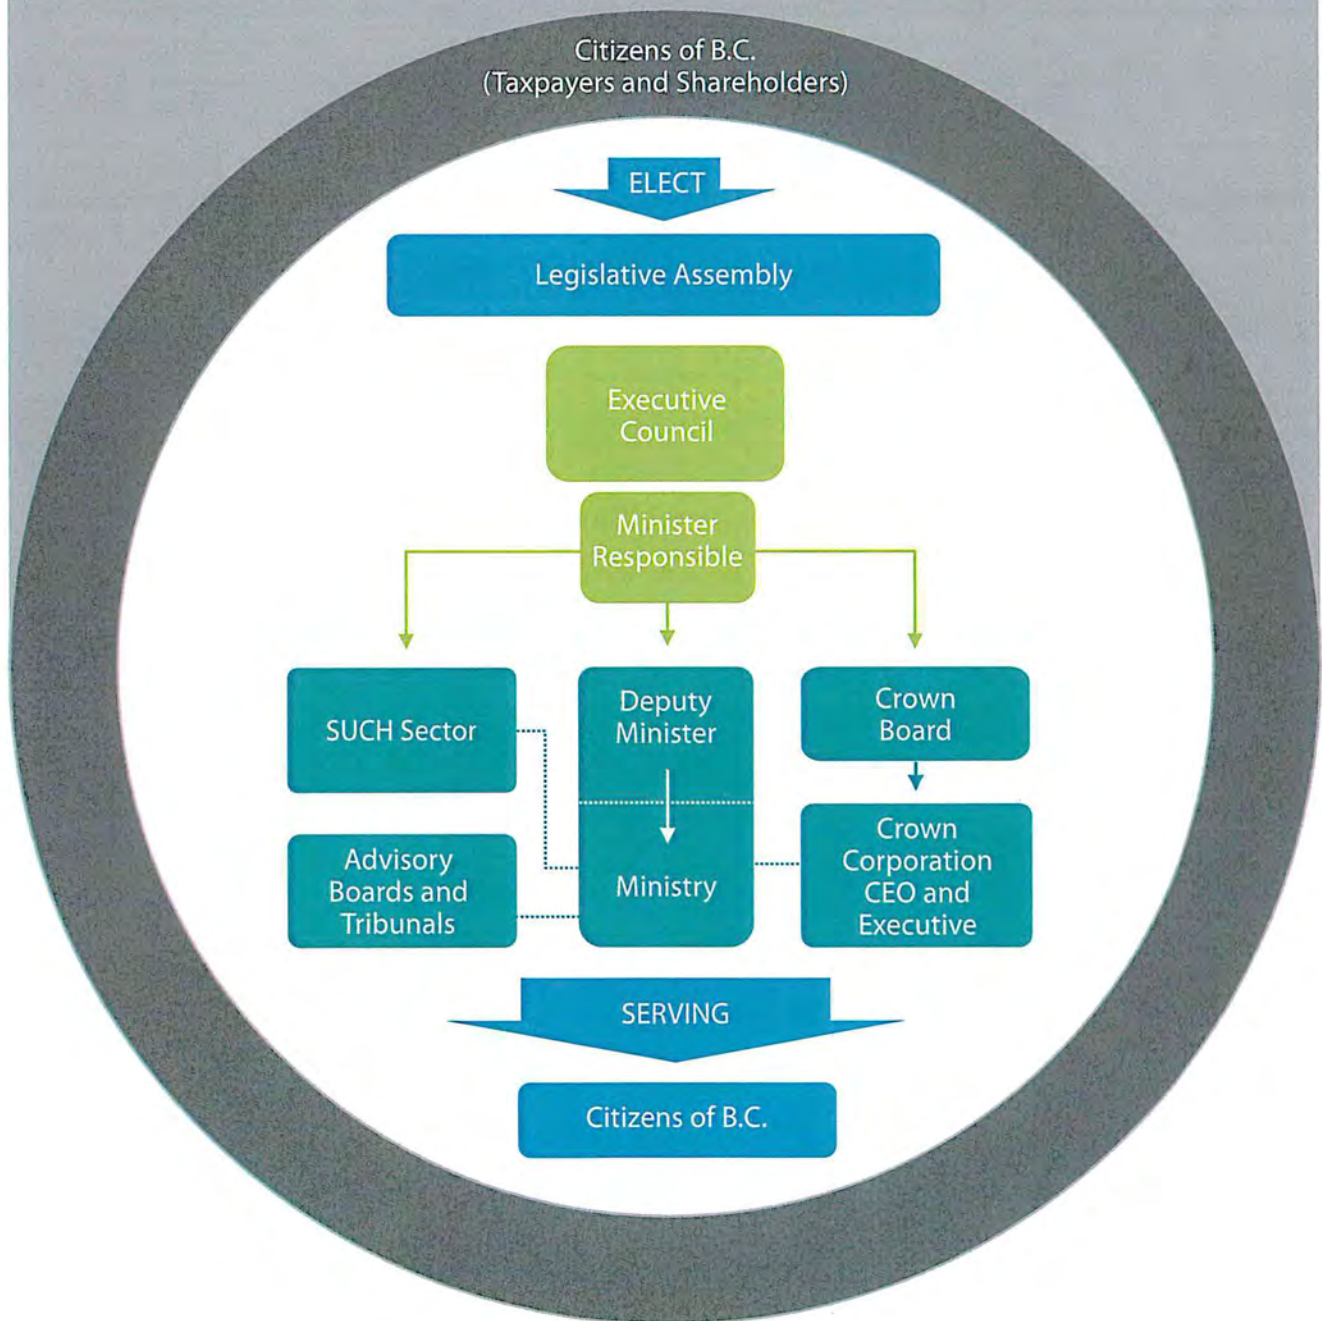 Citizens of B.C.
(Taxpayers and Shareholders)
ELECT
Legislative Assembly
Executive
Council
Minister
Responsible
SUCH Sector
Deputy
Minister
Crown
Board
Advisory
Boards and
Tribunals
Ministry
Crown
Corporation
CEO and
Executive
SERVING
Citizens of B.C.